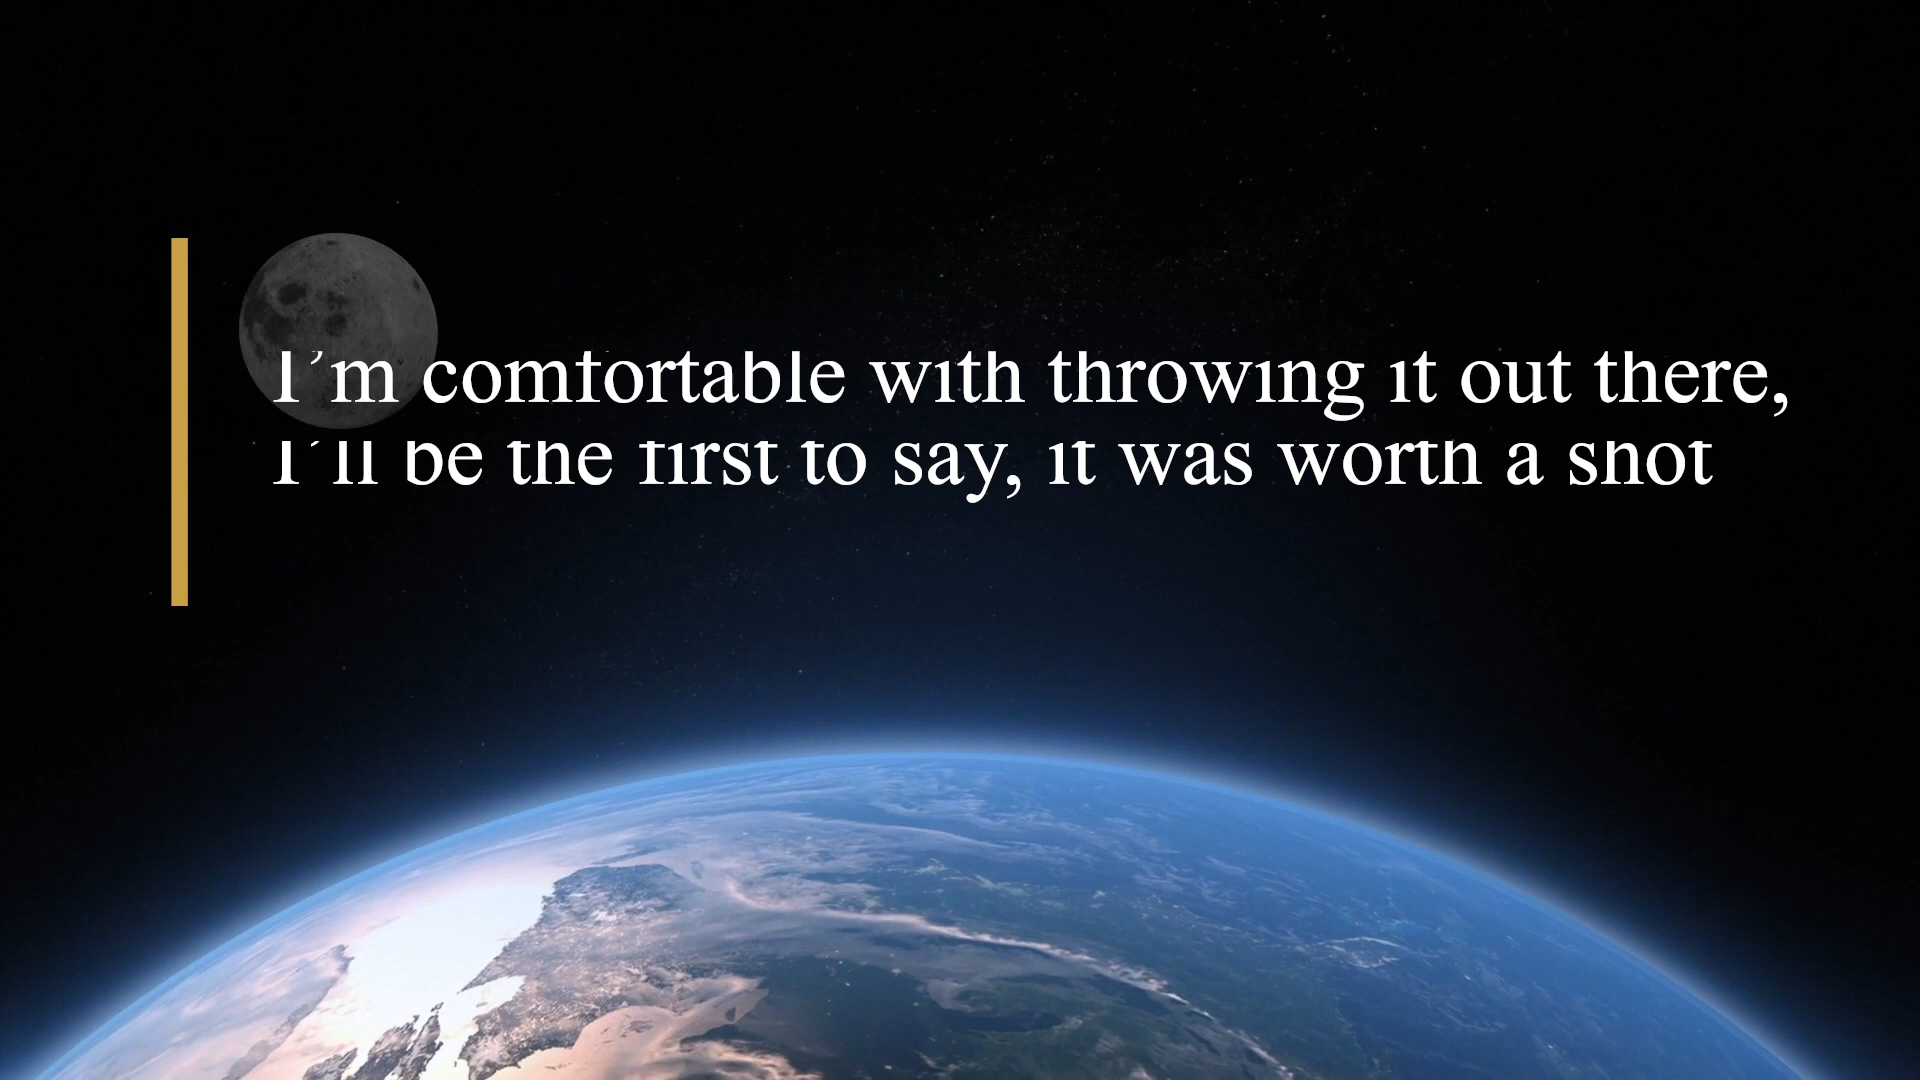 I’m comfortable with throwing it out there,
I’ll be the first to say, it was worth a shot